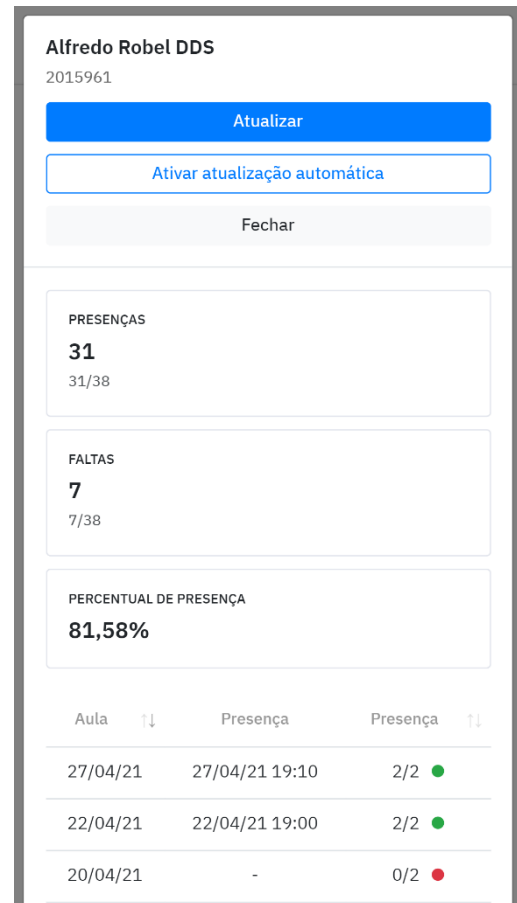 Alfredo Robel DDS
2015961
Atualizar
Ativar atualização automática
Fechar
PRESENÇAS
31
31/38
FALTAS
7
7/38
PERCENTUAL DE PRESENÇA
81,58%
Aula ↑↓ Presença Presença ↑↓
27/04/21 27/04/21 19:10 2/2
22/04/21 22/04/21 19:00 2/2
20/04/21 - 0/2